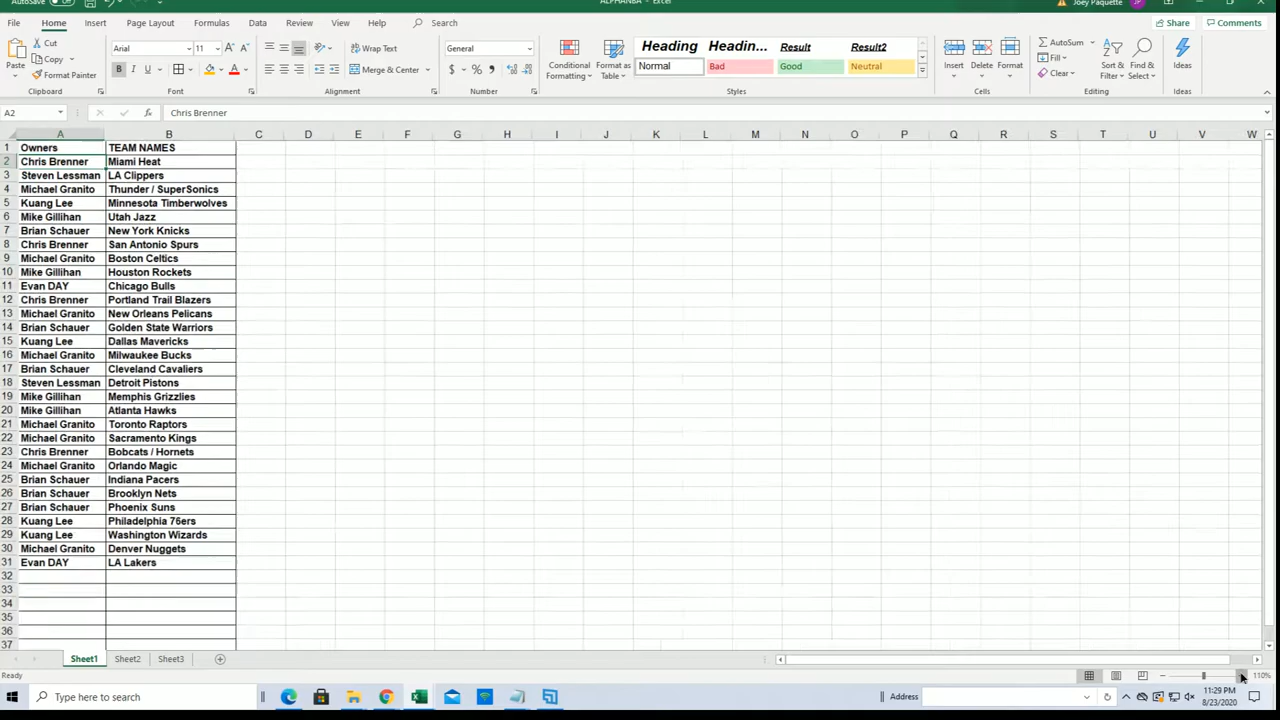 AutoSave ALPHANBA - Excel Joey Paquette JP
File Home Insert Page Layout Formulas Data Review View Help Search Share Comments
Paste Cut Copy Format Painter Clipboard
Arial 11 B I U A Font
Wrap Text Merge & Center Alignment
General $ % Number
Conditional Formatting Format as Table
Heading Headin... Result Result2
Normal Bad Good Neutral Styles
Insert Delete Format Cells
AutoSum Fill Clear Sort & Filter Find & Select Editing
Ideas Ideas
A2 fx Chris Brenner
A B C D E F G H I J K L M N O P Q R S T U V W
1 Owners TEAM NAMES
2 Chris Brenner Miami Heat
3 Steven Lessman LA Clippers
4 Michael Granito Thunder / SuperSonics
5 Kuang Lee Minnesota Timberwolves
6 Mike Gillihan Utah Jazz
7 Brian Schauer New York Knicks
8 Chris Brenner San Antonio Spurs
9 Michael Granito Boston Celtics
10 Mike Gillihan Houston Rockets
11 Evan DAY Chicago Bulls
12 Chris Brenner Portland Trail Blazers
13 Michael Granito New Orleans Pelicans
14 Brian Schauer Golden State Warriors
15 Kuang Lee Dallas Mavericks
16 Michael Granito Milwaukee Bucks
17 Brian Schauer Cleveland Cavaliers
18 Steven Lessman Detroit Pistons
19 Mike Gillihan Memphis Grizzlies
20 Mike Gillihan Atlanta Hawks
21 Michael Granito Toronto Raptors
22 Michael Granito Sacramento Kings
23 Chris Brenner Bobcats / Hornets
24 Michael Granito Orlando Magic
25 Brian Schauer Indiana Pacers
26 Brian Schauer Brooklyn Nets
27 Brian Schauer Phoenix Suns
28 Kuang Lee Philadelphia 76ers
29 Kuang Lee Washington Wizards
30 Michael Granito Denver Nuggets
31 Evan DAY LA Lakers
32
33
34
35
36
37
Sheet1 Sheet2 Sheet3
Ready 110%
Type here to search Address 11:29 PM
8/23/2020